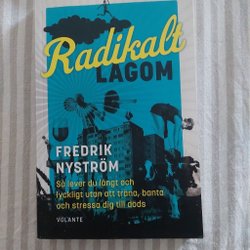 Radikalt
LAGOM
FREDRIK
NYSTRÖM
Så lever du långt och
lyckligt utan att träna, banta
och stressa dig till döds
VOLANTE